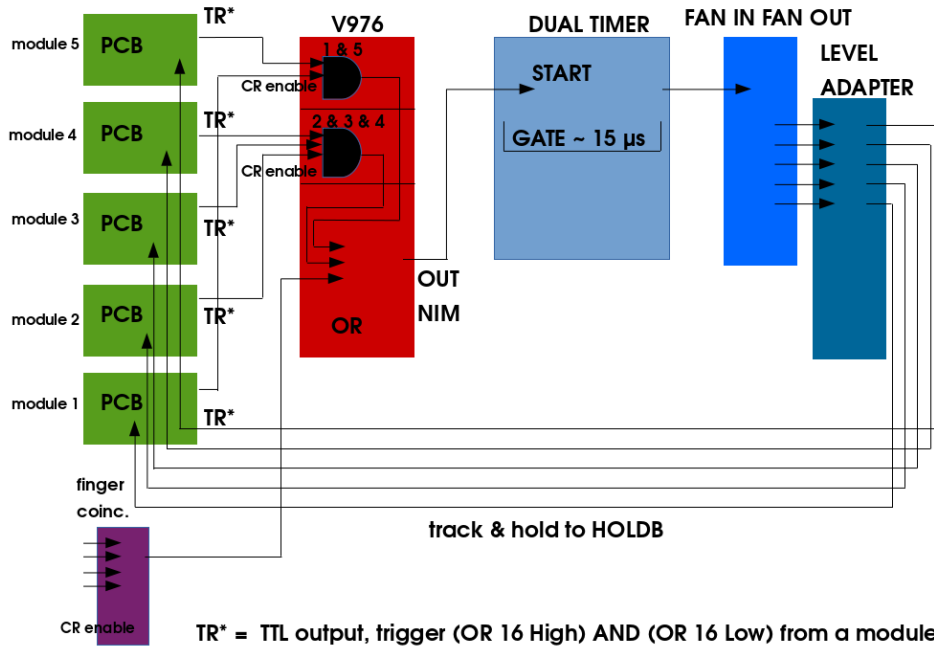 TR*
V976
DUAL TIMER
FAN IN FAN OUT
module 5
PCB
1 & 5
CR enable
START
LEVEL
ADAPTER
module 4
PCB
TR*
2 & 3 & 4
CR enable
GATE ~ 15 µs
module 3
PCB
TR*
module 2
PCB
TR*
OR
OUT
NIM
module 1
PCB
TR*
finger
coinc.
track & hold to HOLDB
CR enable
TR* = TTL output, trigger (OR 16 High) AND (OR 16 Low) from a module